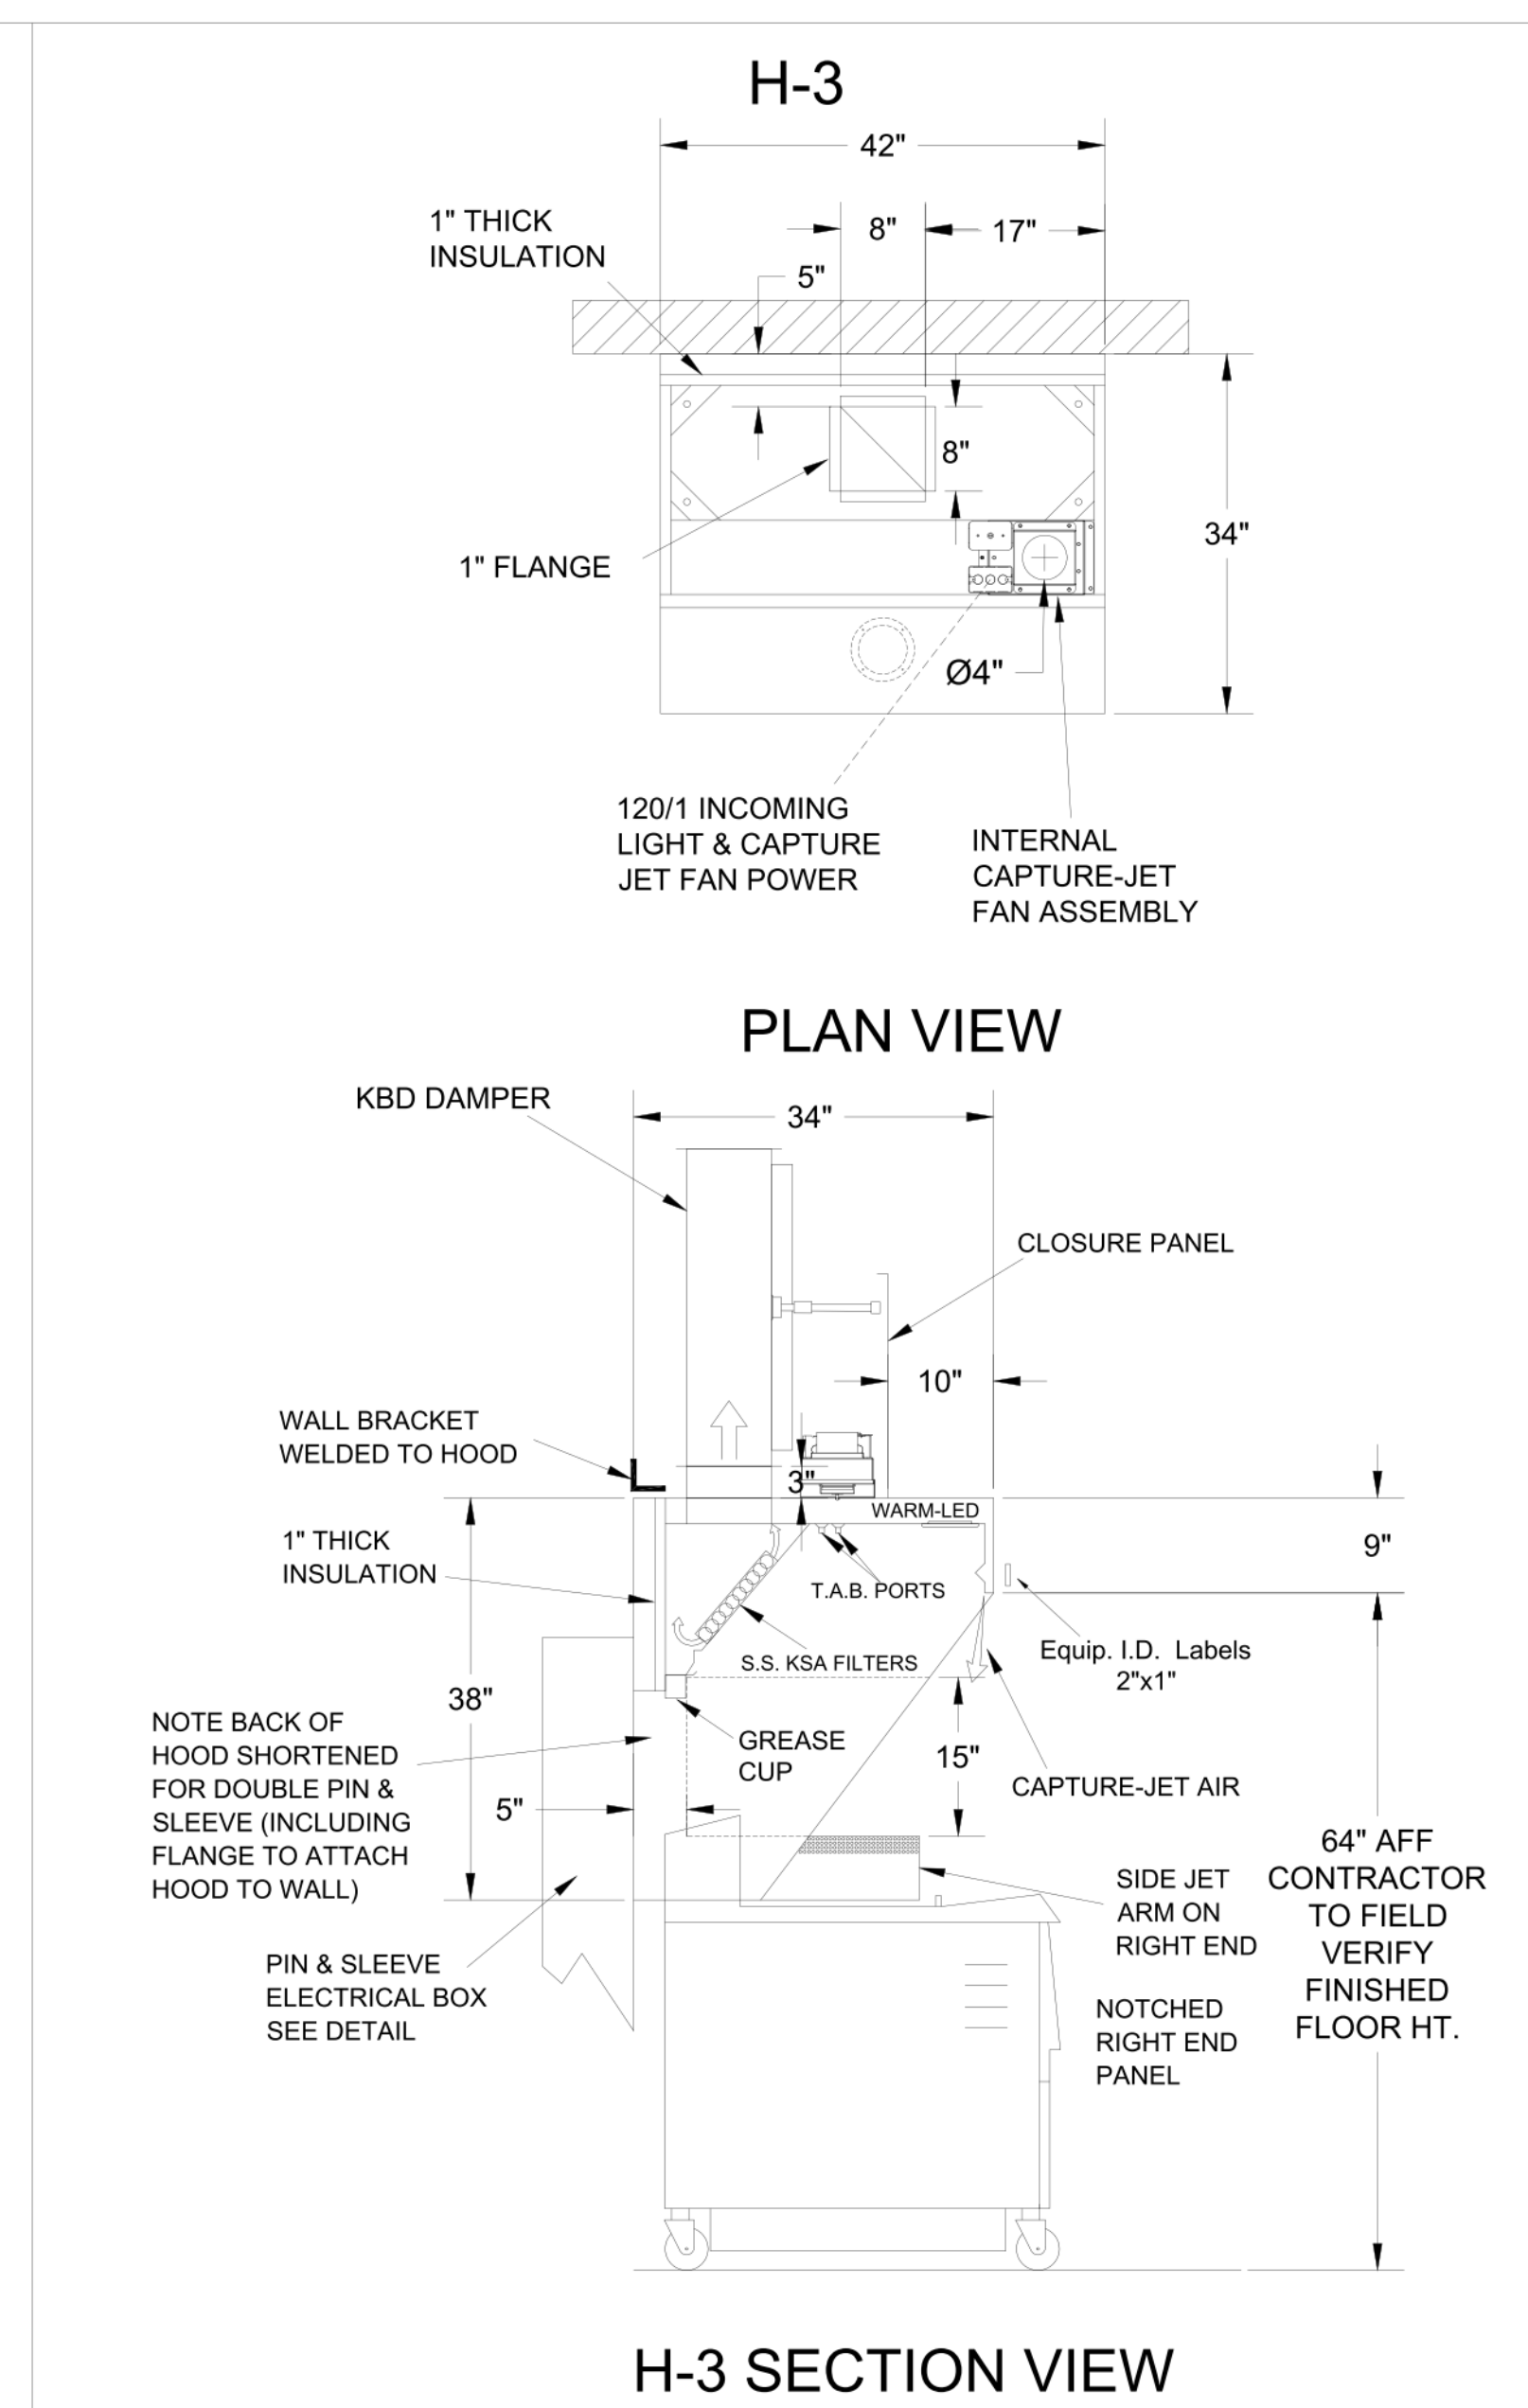 H-3
42"
1" THICK
INSULATION
8"
17"
5"
8"
34"
1" FLANGE
Ø4"
120/1 INCOMING
LIGHT & CAPTURE
JET FAN POWER
INTERNAL
CAPTURE-JET
FAN ASSEMBLY
PLAN VIEW
KBD DAMPER
34"
CLOSURE PANEL
10"
WALL BRACKET
WELDED TO HOOD
3"
WARM-LED
1" THICK
INSULATION
9"
T.A.B. PORTS
S.S. KSA FILTERS
Equip. I.D. Labels
2"x1"
38"
NOTE BACK OF
HOOD SHORTENED
FOR DOUBLE PIN &
SLEEVE (INCLUDING
FLANGE TO ATTACH
HOOD TO WALL)
GREASE
CUP
15"
CAPTURE-JET AIR
5"
64" AFF
CONTRACTOR
TO FIELD
VERIFY
FINISHED
FLOOR HT.
SIDE JET
ARM ON
RIGHT END
PIN & SLEEVE
ELECTRICAL BOX
SEE DETAIL
NOTCHED
RIGHT END
PANEL
H-3 SECTION VIEW